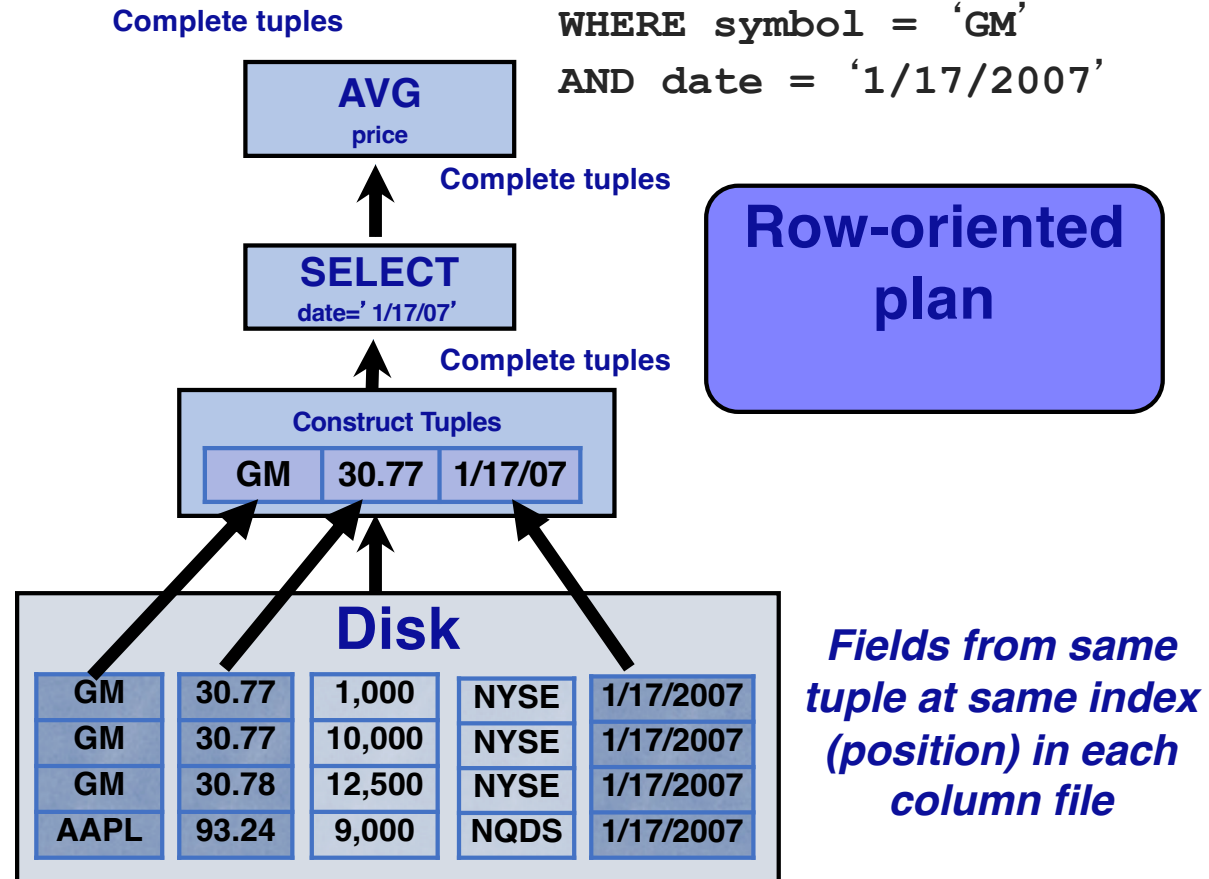 Complete tuples
WHERE symbol = ‘GM’
AND date = ‘1/17/2007’
AVG
price
Complete tuples
Row-oriented
plan
SELECT
date=’ 1/17/07’
Complete tuples
Construct Tuples
GM 30.77 1/17/07
Disk
GM 30.77 1,000 NYSE 1/17/2007
GM 30.77 10,000 NYSE 1/17/2007
GM 30.78 12,500 NYSE 1/17/2007
AAPL 93.24 9,000 NQDS 1/17/2007
Fields from same
tuple at same index
(position) in each
column file